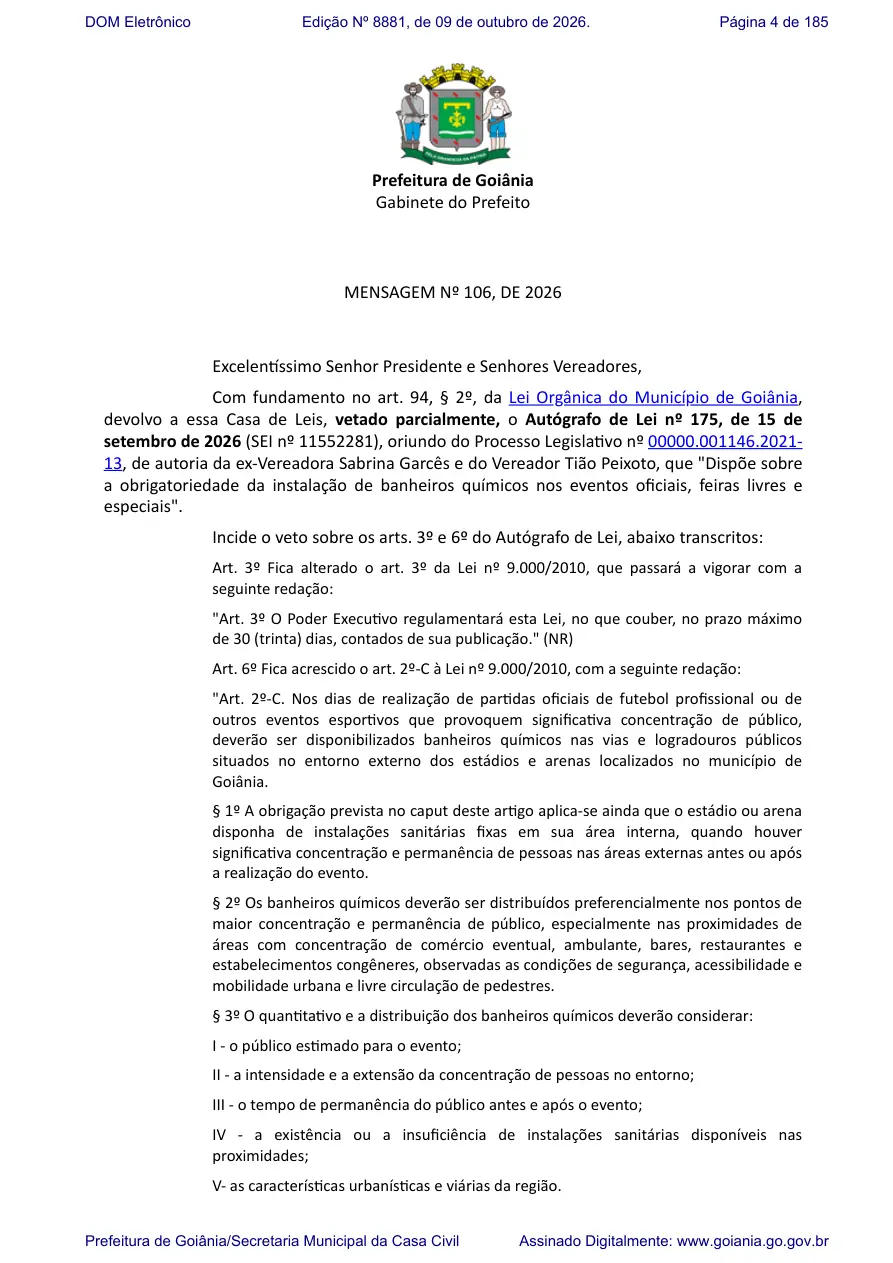 DOM Eletrônico Edição Nº 8881, de 09 de outubro de 2026. Página 4 de 185
PELA GRANDEZA DA PÁTRIA
Prefeitura de Goiânia
Gabinete do Prefeito
MENSAGEM Nº 106, DE 2026
Excelentíssimo Senhor Presidente e Senhores Vereadores,
Com fundamento no art. 94, § 2º, da Lei Orgânica do Município de Goiânia,
devolvo a essa Casa de Leis, vetado parcialmente, o Autógrafo de Lei nº 175, de 15 de
setembro de 2026 (SEI nº 11552281), oriundo do Processo Legislativo nº 00000.001146.2021-
13, de autoria da ex-Vereadora Sabrina Garcês e do Vereador Tião Peixoto, que "Dispõe sobre
a obrigatoriedade da instalação de banheiros químicos nos eventos oficiais, feiras livres e
especiais".
Incide o veto sobre os arts. 3º e 6º do Autógrafo de Lei, abaixo transcritos:
Art. 3º Fica alterado o art. 3º da Lei nº 9.000/2010, que passará a vigorar com a
seguinte redação:
"Art. 3º O Poder Executivo regulamentará esta Lei, no que couber, no prazo máximo
de 30 (trinta) dias, contados de sua publicação." (NR)
Art. 6º Fica acrescido o art. 2º-C à Lei nº 9.000/2010, com a seguinte redação:
"Art. 2º-C. Nos dias de realização de partidas oficiais de futebol profissional ou de
outros eventos esportivos que provoquem significativa concentração de público,
deverão ser disponibilizados banheiros químicos nas vias e logradouros públicos
situados no entorno externo dos estádios e arenas localizados no município de
Goiânia.
§ 1º A obrigação prevista no caput deste artigo aplica-se ainda que o estádio ou arena
disponha de instalações sanitárias fixas em sua área interna, quando houver
significativa concentração e permanência de pessoas nas áreas externas antes ou após
a realização do evento.
§ 2º Os banheiros químicos deverão ser distribuídos preferencialmente nos pontos de
maior concentração e permanência de público, especialmente nas proximidades de
áreas com concentração de comércio eventual, ambulante, bares, restaurantes e
estabelecimentos congêneres, observadas as condições de segurança, acessibilidade e
mobilidade urbana e livre circulação de pedestres.
§ 3º O quantitativo e a distribuição dos banheiros químicos deverão considerar:
I - o público estimado para o evento;
II - a intensidade e a extensão da concentração de pessoas no entorno;
III - o tempo de permanência do público antes e após o evento;
IV - a existência ou a insuficiência de instalações sanitárias disponíveis nas
proximidades;
V- as características urbanísticas e viárias da região.
Prefeitura de Goiânia/Secretaria Municipal da Casa Civil Assinado Digitalmente: www.goiania.go.gov.br